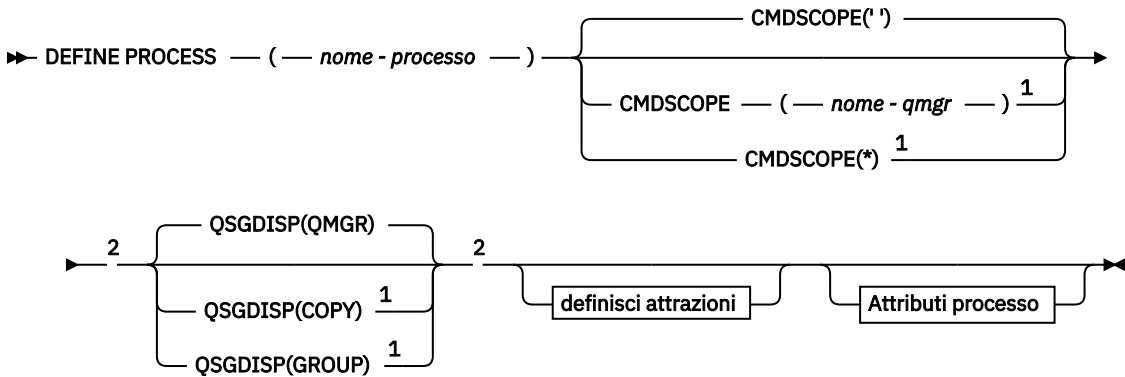 CMDSCOPE(' ')
DEFINE PROCESS ( nome - processo )
CMDSCOPE ( nome - qmgr ) 1
CMDSCOPE(*) 1
QSGDISP(QMGR)
2 2
QSGDISP(COPY) 1
QSGDISP(GROUP) 1
definisci attrazioni
Attributi processo